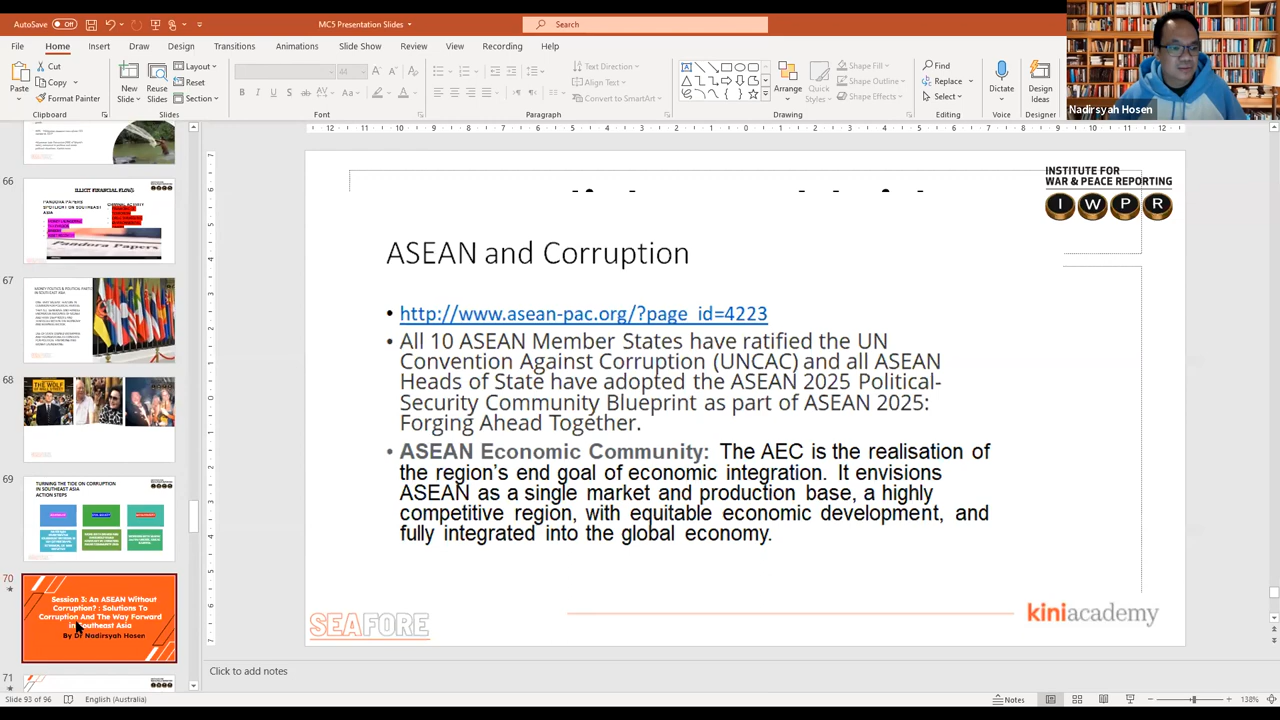 AutoSave Off
MC5 Presentation Slides
Search
File Home Insert Draw Design Transitions Animations Slide Show Review View Recording Help
Cut
Copy
Format Painter
Paste
Clipboard
New Slide
Reuse Slides
Layout
Reset
Section
Slides
44
Font
Text Direction
Align Text
Convert to SmartArt
Paragraph
Arrange
Quick Styles
Shape Fill
Shape Outline
Shape Effects
Drawing
Find
Replace
Select
Editing
Dictate
Voice
Design Ideas
Designer
Nadirsyah Hosen
66
ILLICIT FINANCIAL FLOWS
PANDORA PAPERS
SPOTLIGHT ON SOUTHEAST
ASIA
Pandora Papers
67
68
THE WOLF
69
TURNING THE TIDE ON CORRUPTION
IN SOUTHEAST ASIA
ACTION STEPS
70
Session 3: An ASEAN Without
Corruption? : Solutions To
Corruption And The Way Forward
in Southeast Asia
By Dr Nadirsyah Hosen
71
INSTITUTE FOR
WAR & PEACE REPORTING
I W P R
ASEAN and Corruption
• http://www.asean-pac.org/?page_id=4223
• All 10 ASEAN Member States have ratified the UN
Convention Against Corruption (UNCAC) and all ASEAN
Heads of State have adopted the ASEAN 2025 Political-
Security Community Blueprint as part of ASEAN 2025:
Forging Ahead Together.
• ASEAN Economic Community: The AEC is the realisation of
the region's end goal of economic integration. It envisions
ASEAN as a single market and production base, a highly
competitive region, with equitable economic development, and
fully integrated into the global economy.
SEAFORE
kiniacademy
Click to add notes
Slide 93 of 96
English (Australia)
Notes
138%